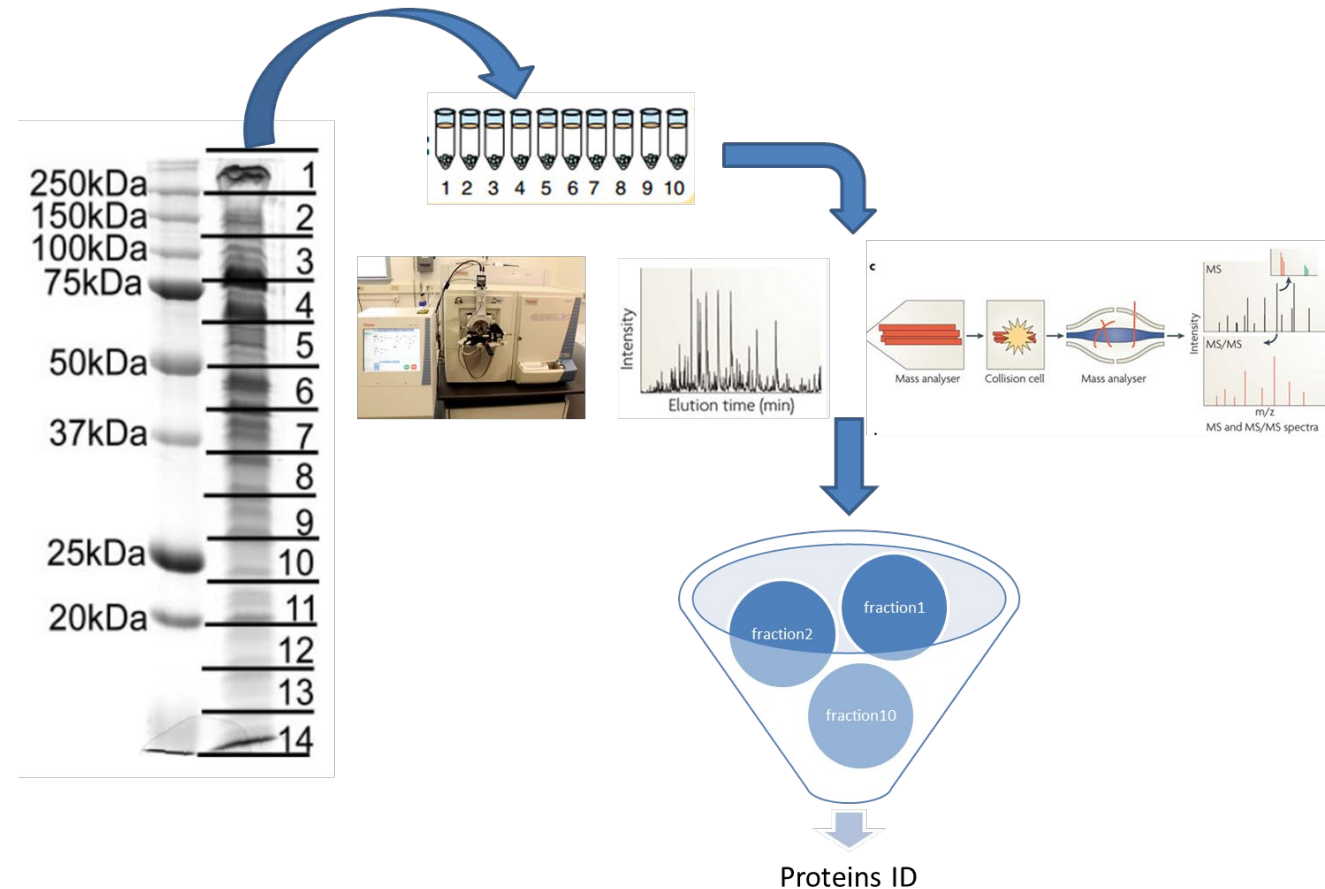 250kDa
150kDa
100kDa
75kDa
50kDa
37kDa
25kDa
20kDa
1
2
3
4
5
6
7
8
9
10
11
12
13
14
1 2 3 4 5 6 7 8 9 10
Intensity
Elution time (min)
c
Mass analyser
Collision cell
Mass analyser
MS
MS/MS
Intensity
m/z
MS and MS/MS spectra
fraction1
fraction2
fraction10
Proteins ID